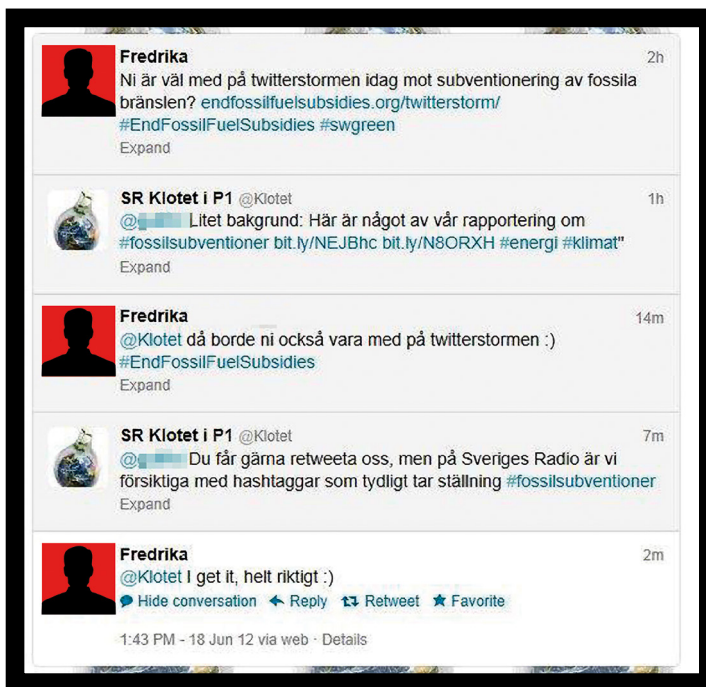 Fredrika 2h
Ni är väl med på twitterstormen idag mot subventionering av fossila
bränslen? endfossilfuelsubsidies.org/twitterstorm/
#EndFossilFuelSubsidies #swgreen
Expand
SR Klotet i P1 @Klotet 1h
@ Litet bakgrund: Här är något av vår rapportering om
#fossilsubventioner bit.ly/NEJBhc bit.ly/N8ORXH #energi #klimat"
Expand
Fredrika 14m
@Klotet då borde ni också vara med på twitterstormen :)
#EndFossilFuelSubsidies
Expand
SR Klotet i P1 @Klotet 7m
@ Du får gärna retweeta oss, men på Sveriges Radio är vi
försiktiga med hashtaggar som tydligt tar ställning #fossilsubventioner
Expand
Fredrika 2m
@Klotet I get it, helt riktigt :)
Hide conversation Reply Retweet Favorite
1:43 PM - 18 Jun 12 via web · Details